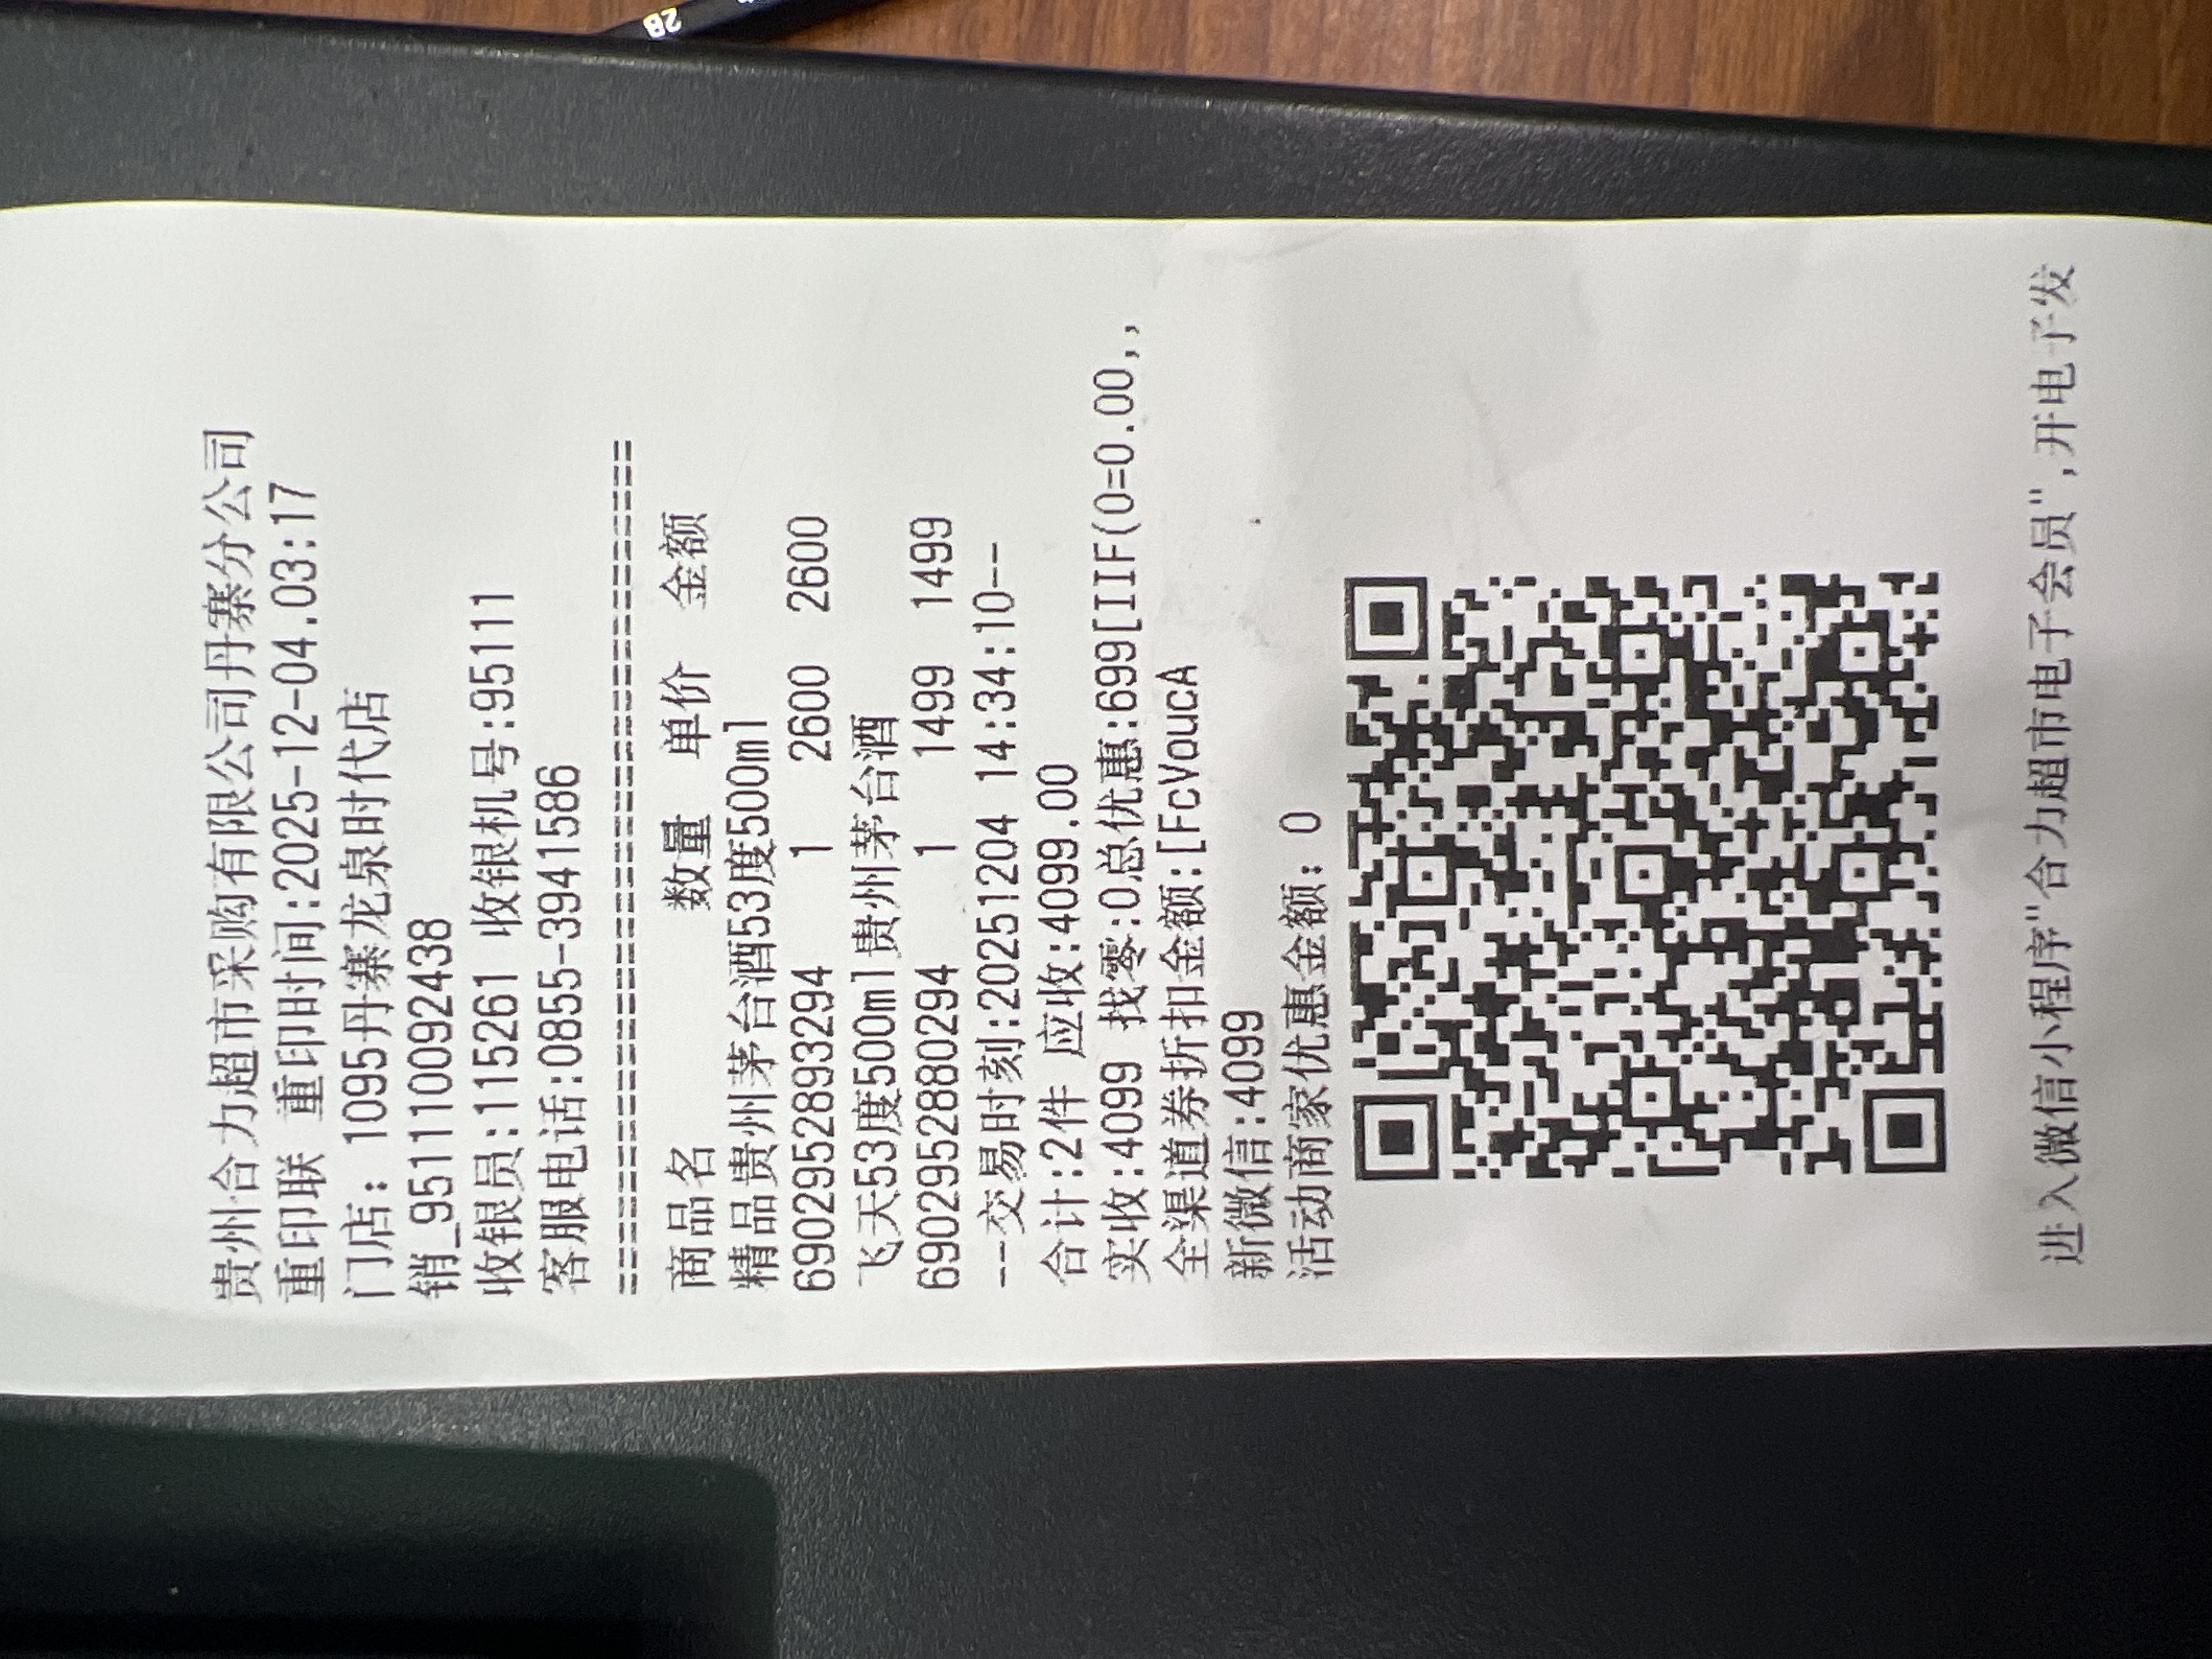 贵州合力超市采购有限公司丹寨分公司
重印联 重印时间:2025-12-04.03:17
门店: 1095丹寨龙泉时代店
销_951110092438
收银员:115261 收银机号:95111
客服电话:0855-3941586
========================================
商品名 数量 单价 金额
精品贵州茅台酒53度500ml
6902952893294 1 2600 2600
飞天53度500ml贵州茅台酒
6902952880294 1 1499 1499
--交易时刻:20251204 14:34:10--
合计:2件 应收:4099.00
实收:4099 找零:0总优惠:699[IIF(0=0.00,,
全渠道券折扣金额:[FcVoucA
新微信:4099
活动商家优惠金额: 0
进入微信小程序"合力超市电子会员",开电子发
2B